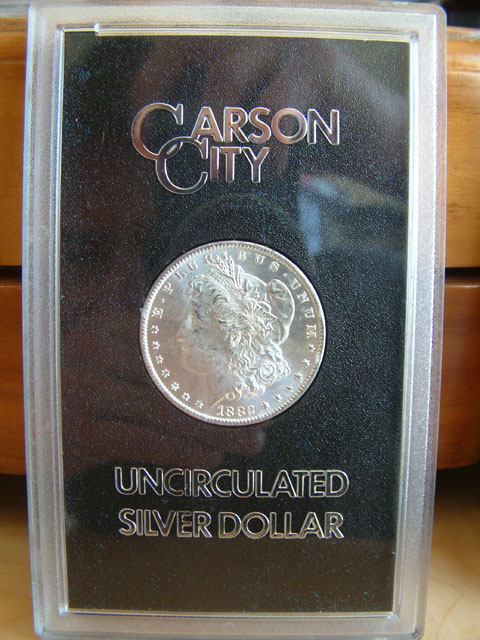 CARSON
CITY
E·PLURIBUS·UNUM
1882
UNCIRCULATED
SILVER DOLLAR